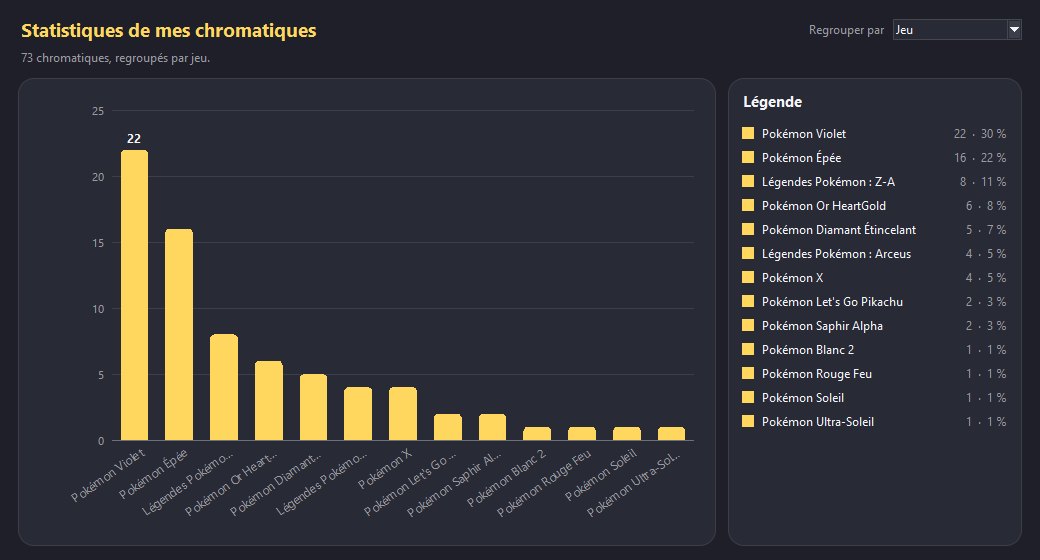 Statistiques de mes chromatiques
Regrouper par Jeu
73 chromatiques, regroupés par jeu.
25
22
20
15
10
5
0
Pokémon Violet
Pokémon Épée
Légendes Pokémo...
Pokémon Or Heart...
Pokémon Diamant...
Légendes Pokémo...
Pokémon X
Pokémon Let's Go ...
Pokémon Saphir Al...
Pokémon Blanc 2
Pokémon Rouge Feu
Pokémon Soleil
Pokémon Ultra-Sol...
Légende
Pokémon Violet 22 · 30 %
Pokémon Épée 16 · 22 %
Légendes Pokémon : Z-A 8 · 11 %
Pokémon Or HeartGold 6 · 8 %
Pokémon Diamant Étincelant 5 · 7 %
Légendes Pokémon : Arceus 4 · 5 %
Pokémon X 4 · 5 %
Pokémon Let's Go Pikachu 2 · 3 %
Pokémon Saphir Alpha 2 · 3 %
Pokémon Blanc 2 1 · 1 %
Pokémon Rouge Feu 1 · 1 %
Pokémon Soleil 1 · 1 %
Pokémon Ultra-Soleil 1 · 1 %